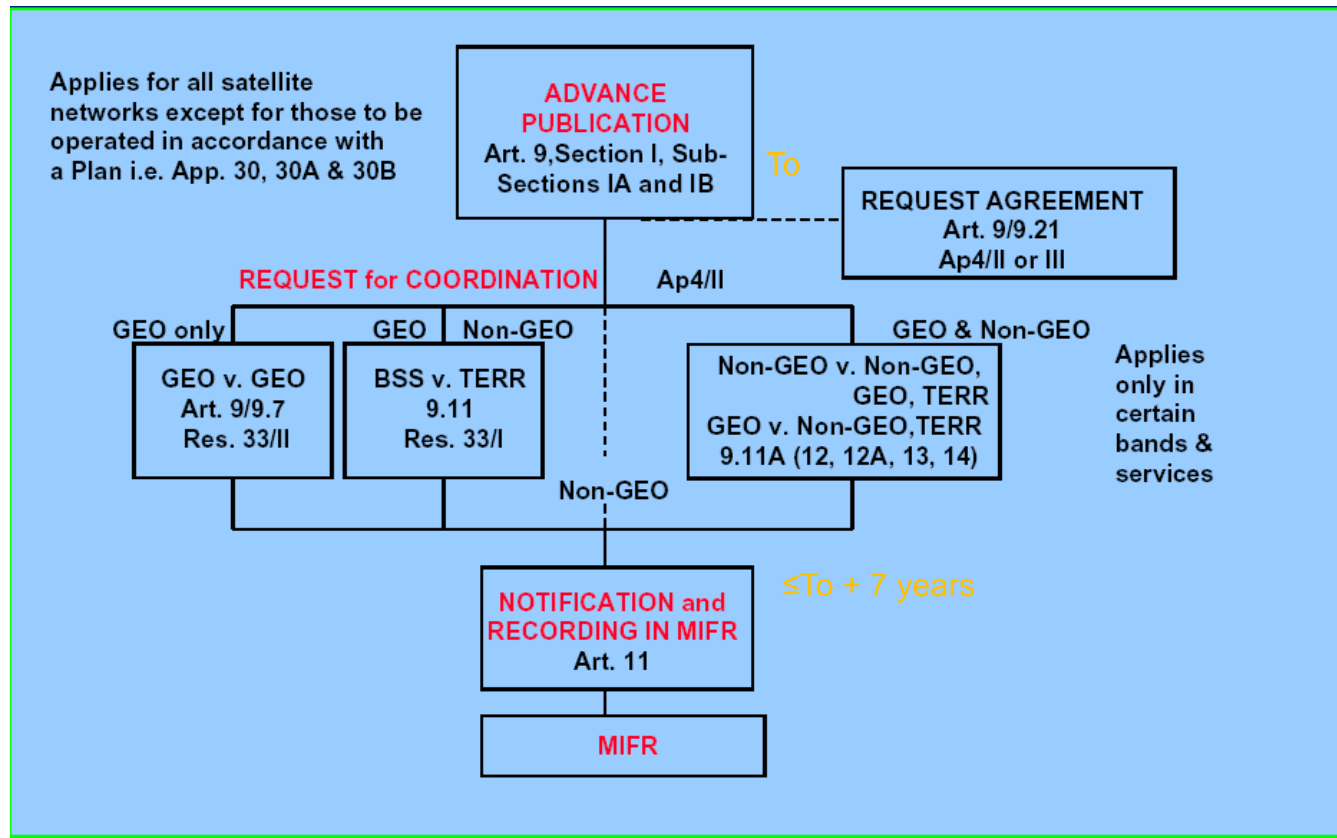 Applies for all satellite
networks except for those to be
operated in accordance with
a Plan i.e. App. 30, 30A & 30B
ADVANCE
PUBLICATION
Art. 9,Section I, Sub-
Sections IA and IB
To
REQUEST AGREEMENT
Art. 9/9.21
Ap4/II or III
REQUEST for COORDINATION
Ap4/II
GEO only
GEO
Non-GEO
GEO & Non-GEO
GEO v. GEO
Art. 9/9.7
Res. 33/II
BSS v. TERR
9.11
Res. 33/I
Non-GEO v. Non-GEO,
GEO, TERR
GEO v. Non-GEO,TERR
9.11A (12, 12A, 13, 14)
Applies
only in
certain
bands &
services
Non-GEO
≤To + 7 years
NOTIFICATION and
RECORDING IN MIFR
Art. 11
MIFR